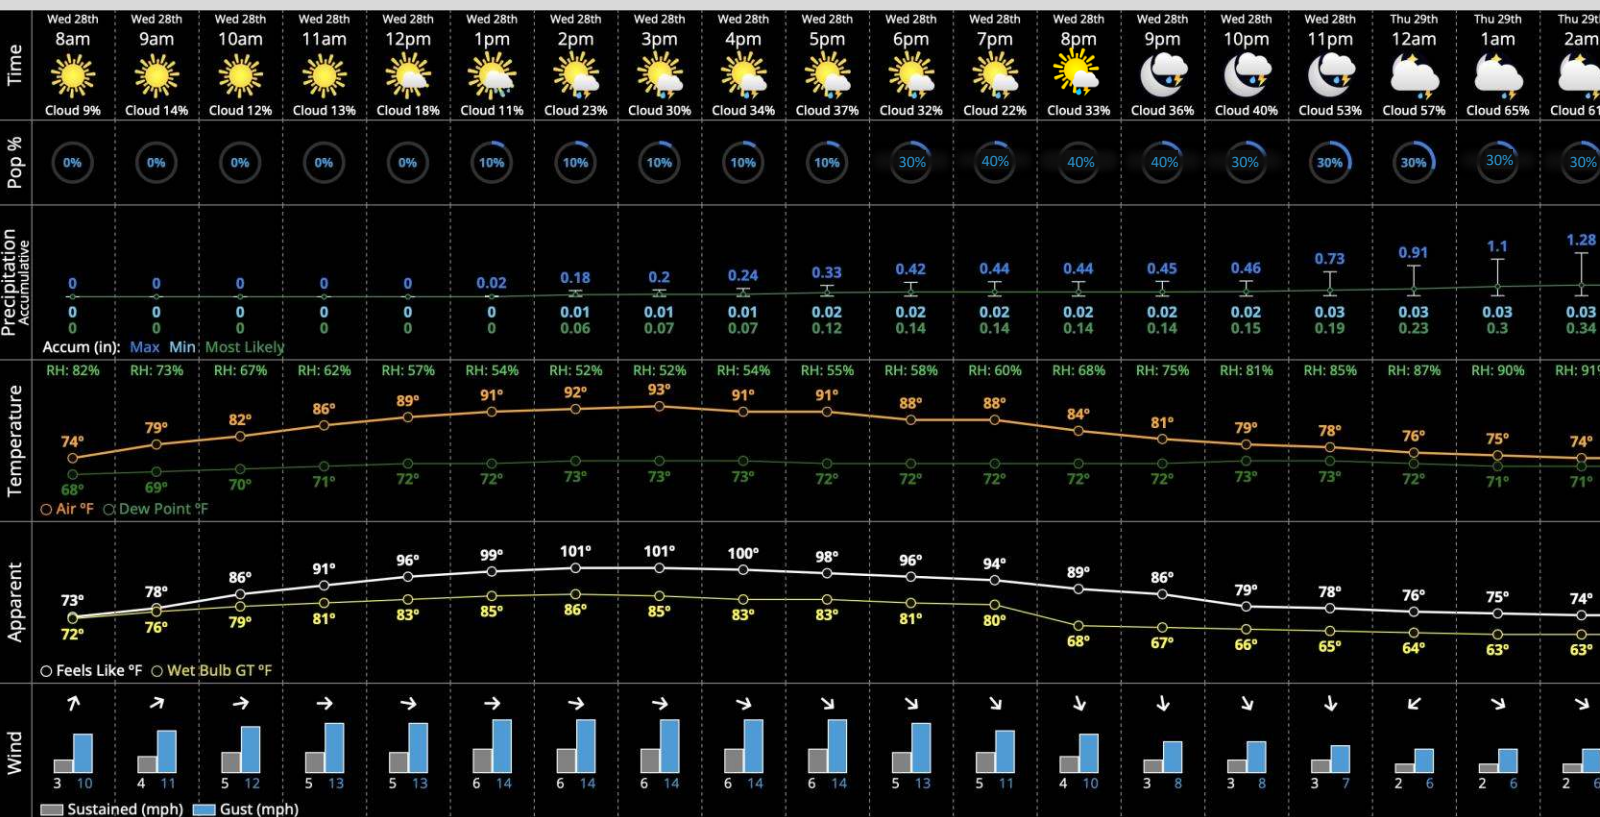 Wed 28th Wed 28th Wed 28th Wed 28th Wed 28th Wed 28th Wed 28th Wed 28th Wed 28th Wed 28th Wed 28th Wed 28th Wed 28th Wed 28th Wed 28th Wed 28th Thu 29th Thu 29th Thu 29t
Time
8am 9am 10am 11am 12pm 1pm 2pm 3pm 4pm 5pm 6pm 7pm 8pm 9pm 10pm 11pm 12am 1am 2am
Cloud 9% Cloud 14% Cloud 12% Cloud 13% Cloud 18% Cloud 11% Cloud 23% Cloud 30% Cloud 34% Cloud 37% Cloud 32% Cloud 22% Cloud 33% Cloud 36% Cloud 40% Cloud 53% Cloud 57% Cloud 65% Cloud 61
Pop %
0% 0% 0% 0% 0% 10% 10% 10% 10% 10% 30% 40% 40% 40% 30% 30% 30% 30% 30%
Precipitation
Accumulative
0 0 0 0 0 0.02 0.18 0.2 0.24 0.33 0.42 0.44 0.44 0.45 0.46 0.73 0.91 1.1 1.28
0 0 0 0 0 0 0.01 0.01 0.01 0.02 0.02 0.02 0.02 0.02 0.02 0.03 0.03 0.03 0.03
0 0 0 0 0 0 0.06 0.07 0.07 0.12 0.14 0.14 0.14 0.14 0.15 0.19 0.23 0.3 0.34
Accum (in): Max Min Most Likely
Temperature
RH: 82% RH: 73% RH: 67% RH: 62% RH: 57% RH: 54% RH: 52% RH: 52% RH: 54% RH: 55% RH: 58% RH: 60% RH: 68% RH: 75% RH: 81% RH: 85% RH: 87% RH: 90% RH: 91%
74° 79° 82° 86° 89° 91° 92° 93° 91° 91° 88° 88° 84° 81° 79° 78° 76° 75° 74°
68° 69° 70° 71° 72° 72° 73° 73° 73° 72° 72° 72° 72° 72° 73° 73° 72° 71° 71°
Air °F Dew Point °F
Apparent
73° 78° 86° 91° 96° 99° 101° 101° 100° 98° 96° 94° 89° 86° 79° 78° 76° 75° 74°
72° 76° 79° 81° 83° 85° 86° 85° 83° 83° 81° 80° 68° 67° 66° 65° 64° 63° 63°
Feels Like °F Wet Bulb GT °F
Wind
3 10 4 11 5 12 5 13 5 13 6 14 6 14 6 14 6 14 6 14 5 13 5 11 4 10 3 8 3 8 3 7 2 6 2 6 2 6
Sustained (mph) Gust (mph)